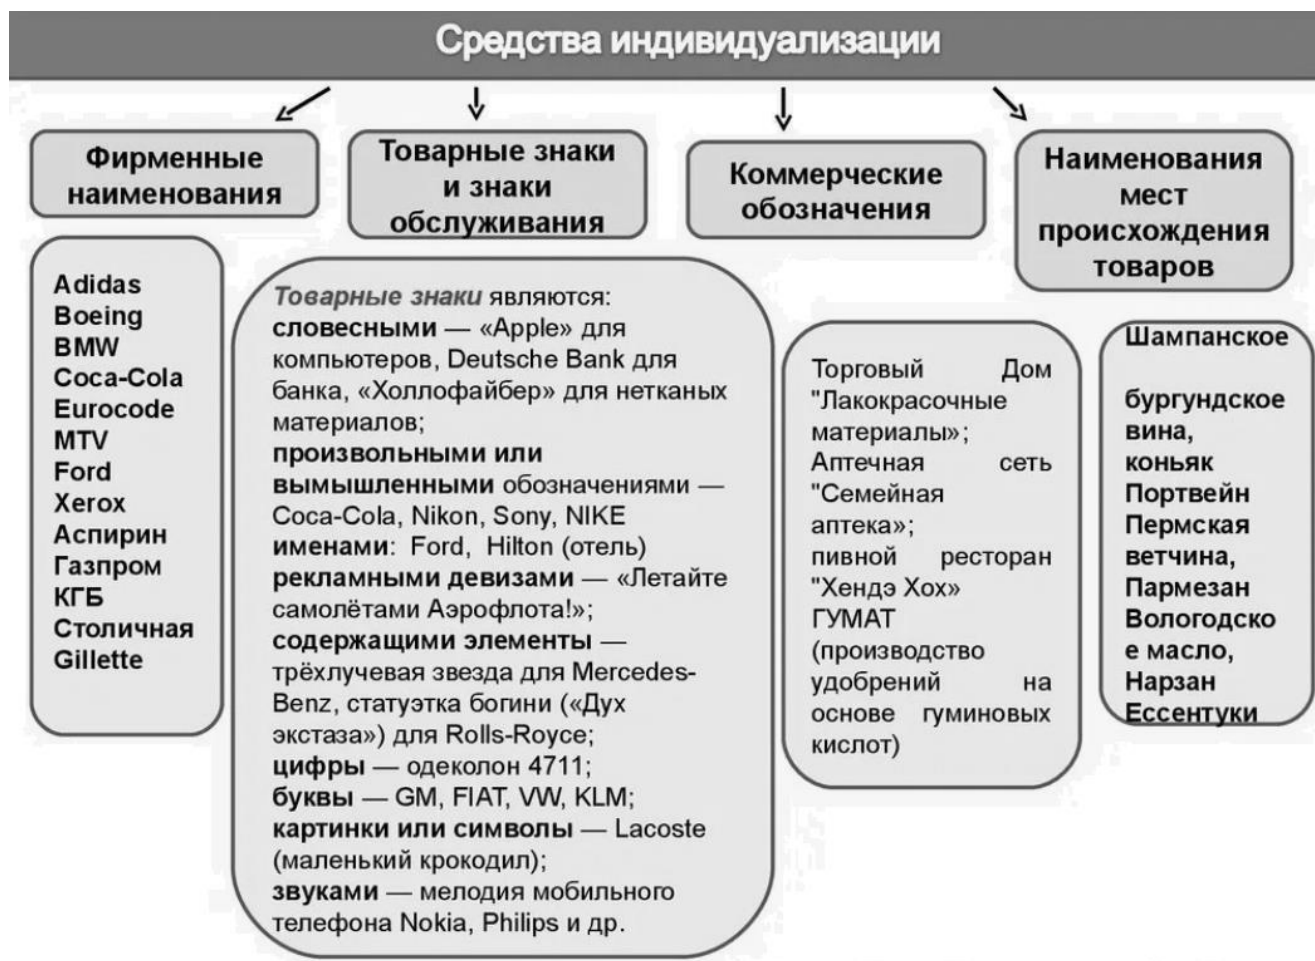 Средства индивидуализации
Фирменные
наименования
Adidas
Boeing
BMW
Coca-Cola
Eurocode
MTV
Ford
Xerox
Аспирин
Газпром
КГБ
Столичная
Gillette
Товарные знаки
и знаки
обслуживания
Товарные знаки являются:
словесными — «Apple» для
компьютеров, Deutsche Bank для
банка, «Холлофайбер» для нетканых
материалов;
произвольными или
вымышленными обозначениями —
Coca-Cola, Nikon, Sony, NIKE
именами: Ford, Hilton (отель)
рекламными девизами — «Летайте
самолётами Аэрофлота!»;
содержащими элементы —
трёхлучевая звезда для Mercedes-
Benz, статуэтка богини («Дух
экстаза») для Rolls-Royce;
цифры — одеколон 4711;
буквы — GM, FIAT, VW, KLM;
картинки или символы — Lacoste
(маленький крокодил);
звуками — мелодия мобильного
телефона Nokia, Philips и др.
Коммерческие
обозначения
Торговый Дом
"Лакокрасочные
материалы»;
Аптечная сеть
"Семейная
аптека»;
пивной ресторан
"Хендэ Хох»
ГУМАТ
(производство
удобрений на
основе гуминовых
кислот)
Наименования
мест
происхождения
товаров
Шампанское
бургундское
вина,
коньяк
Портвейн
Пермская
ветчина,
Пармезан
Вологодско
е масло,
Нарзан
Ессентуки